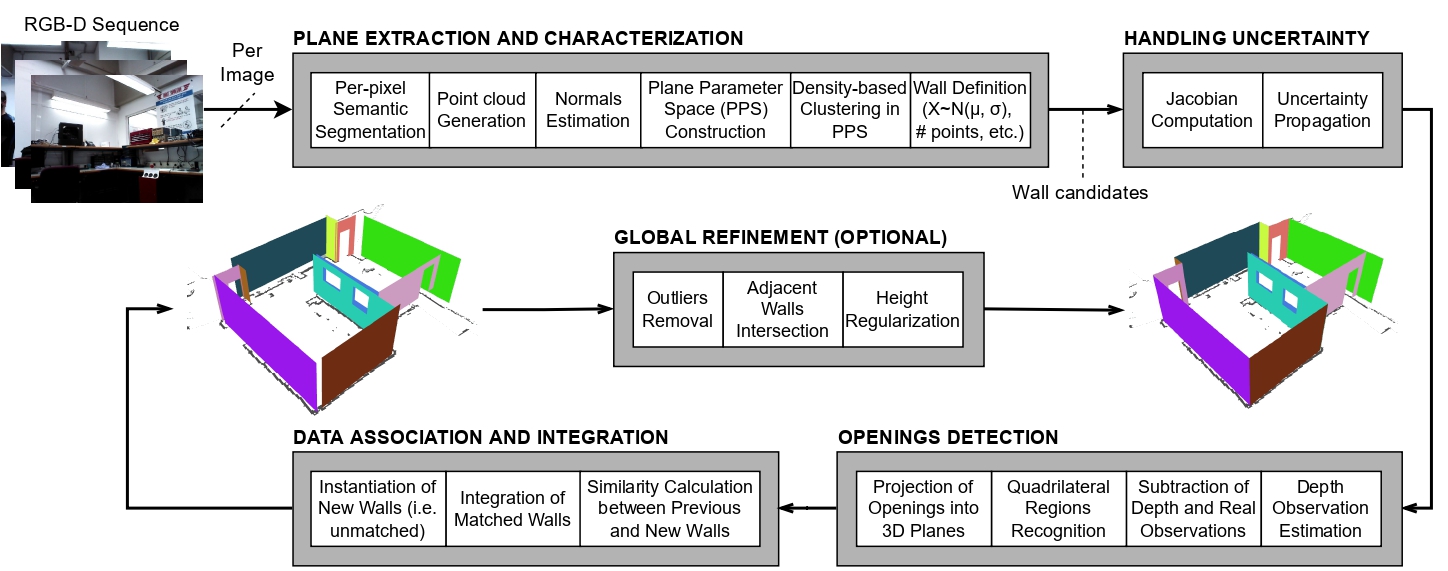 RGB-D Sequence
Per
Image
PLANE EXTRACTION AND CHARACTERIZATION
Per-pixel
Semantic
Segmentation
Point cloud
Generation
Normals
Estimation
Plane Parameter
Space (PPS)
Construction
Density-based
Clustering in
PPS
Wall Definition
(X~N(μ, σ),
# points, etc.)
HANDLING UNCERTAINTY
Jacobian
Computation
Uncertainty
Propagation
Wall candidates
GLOBAL REFINEMENT (OPTIONAL)
Outliers
Removal
Adjacent
Walls
Intersection
Height
Regularization
DATA ASSOCIATION AND INTEGRATION
Instantiation of
New Walls (i.e.
unmatched)
Integration of
Matched Walls
Similarity Calculation
between Previous
and New Walls
OPENINGS DETECTION
Projection of
Openings into
3D Planes
Quadrilateral
Regions
Recognition
Subtraction of
Depth and Real
Observations
Depth
Observation
Estimation